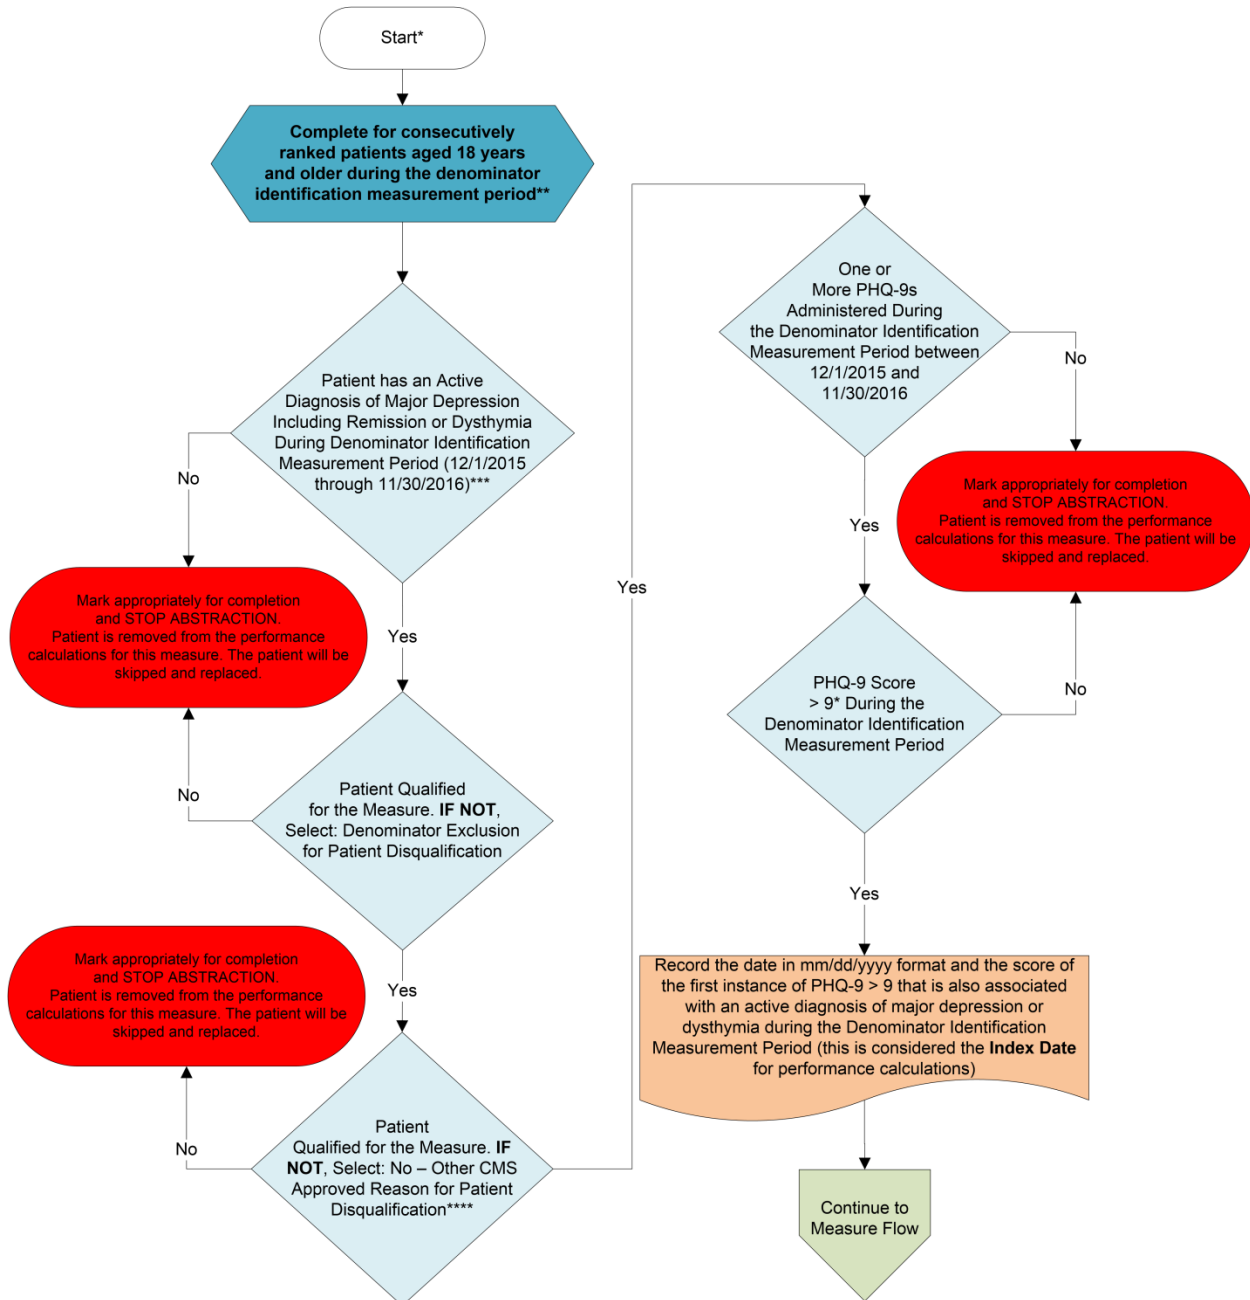 Start*
Complete for consecutively
ranked patients aged 18 years
and older during the denominator
identification measurement period**
Patient has an Active
Diagnosis of Major Depression
Including Remission or Dysthymia
During Denominator Identification
Measurement Period (12/1/2015
through 11/30/2016)***
No
Mark appropriately for completion
and STOP ABSTRACTION.
Patient is removed from the performance
calculations for this measure. The patient will be
skipped and replaced.
Yes
Patient Qualified
for the Measure. IF NOT,
Select: Denominator Exclusion
for Patient Disqualification
No
Yes
Mark appropriately for completion
and STOP ABSTRACTION.
Patient is removed from the performance
calculations for this measure. The patient will be
skipped and replaced.
Patient
Qualified for the Measure. IF
NOT, Select: No – Other CMS
Approved Reason for Patient
Disqualification****
No
Yes
One or
More PHQ-9s
Administered During
the Denominator Identification
Measurement Period between
12/1/2015 and
11/30/2016
No
Mark appropriately for completion
and STOP ABSTRACTION.
Patient is removed from the performance
calculations for this measure. The patient will be
skipped and replaced.
Yes
PHQ-9 Score
> 9* During the
Denominator Identification
Measurement Period
No
Yes
Record the date in mm/dd/yyyy format and the score of
the first instance of PHQ-9 > 9 that is also associated
with an active diagnosis of major depression or
dysthymia during the Denominator Identification
Measurement Period (this is considered the Index Date
for performance calculations)
Continue to
Measure Flow